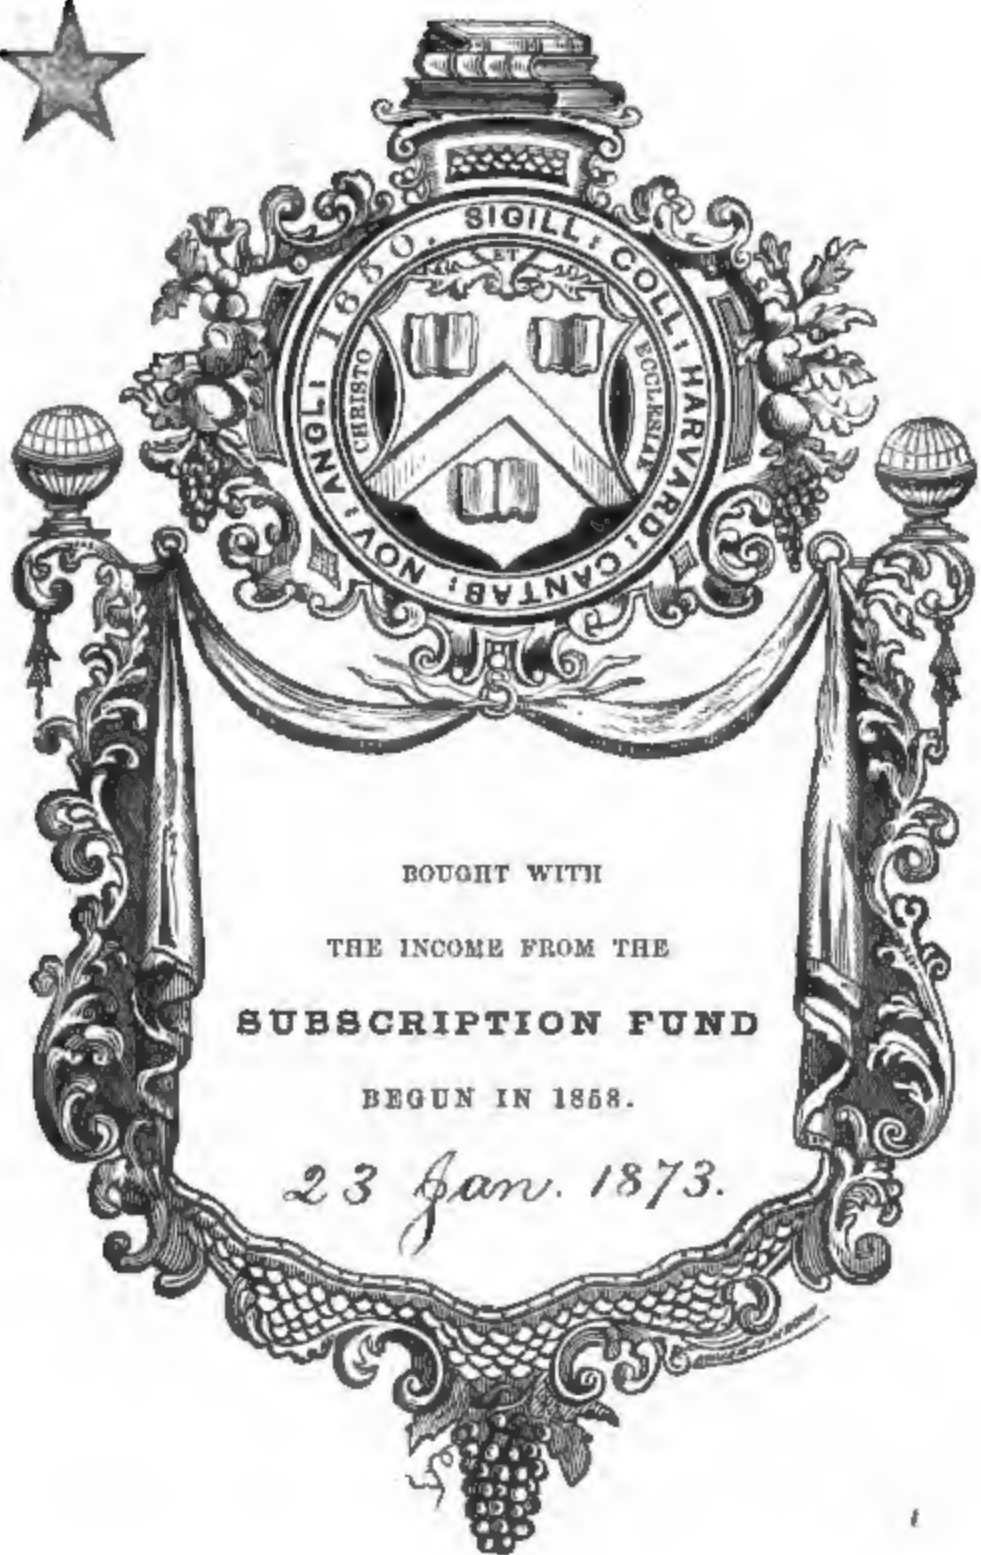 SIGILL: COLL: HARVARD: CANTAB: NOV: ANGL: 1650.
CHRISTO ET ECCLESIAE
BOUGHT WITH
THE INCOME FROM THE
SUBSCRIPTION FUND
BEGUN IN 1858.
23 Jan. 1873.